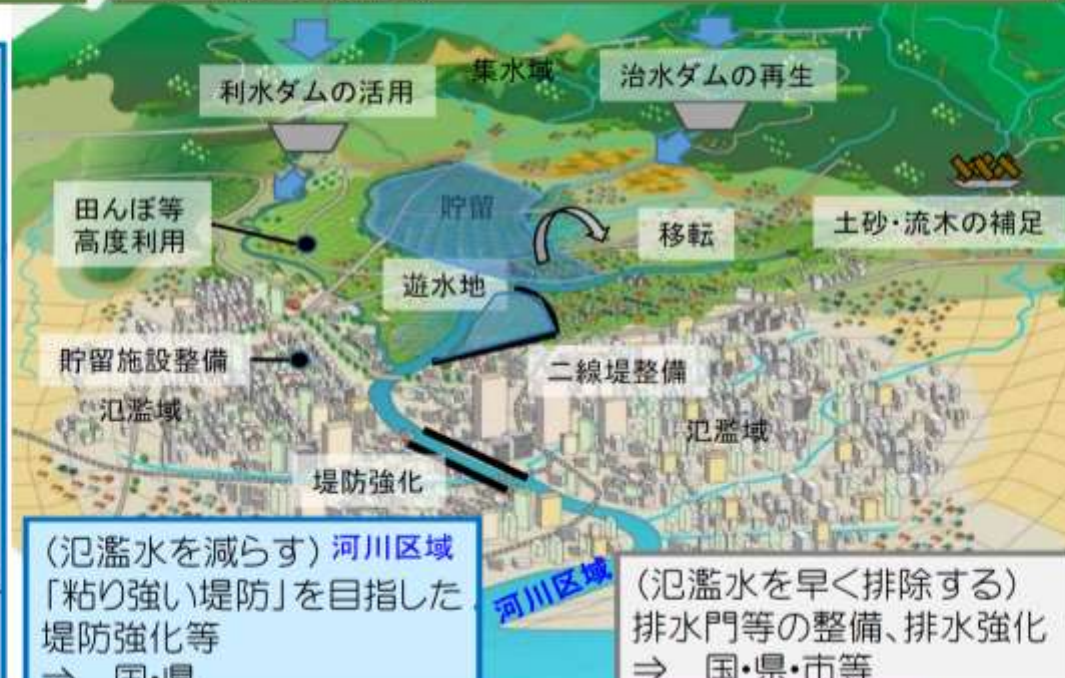 利水ダムの活用
集水域
治水ダムの再生
田んぼ等
高度利用
貯留
移転
土砂・流木の補足
遊水地
貯留施設整備
二線堤整備
氾濫域
氾濫域
堤防強化
(氾濫水を減らす) 河川区域
「粘り強い堤防」を目指した
堤防強化等
⇒ 国・県
河川区域
(氾濫水を早く排除する)
排水門等の整備、排水強化
⇒ 国・県・市等